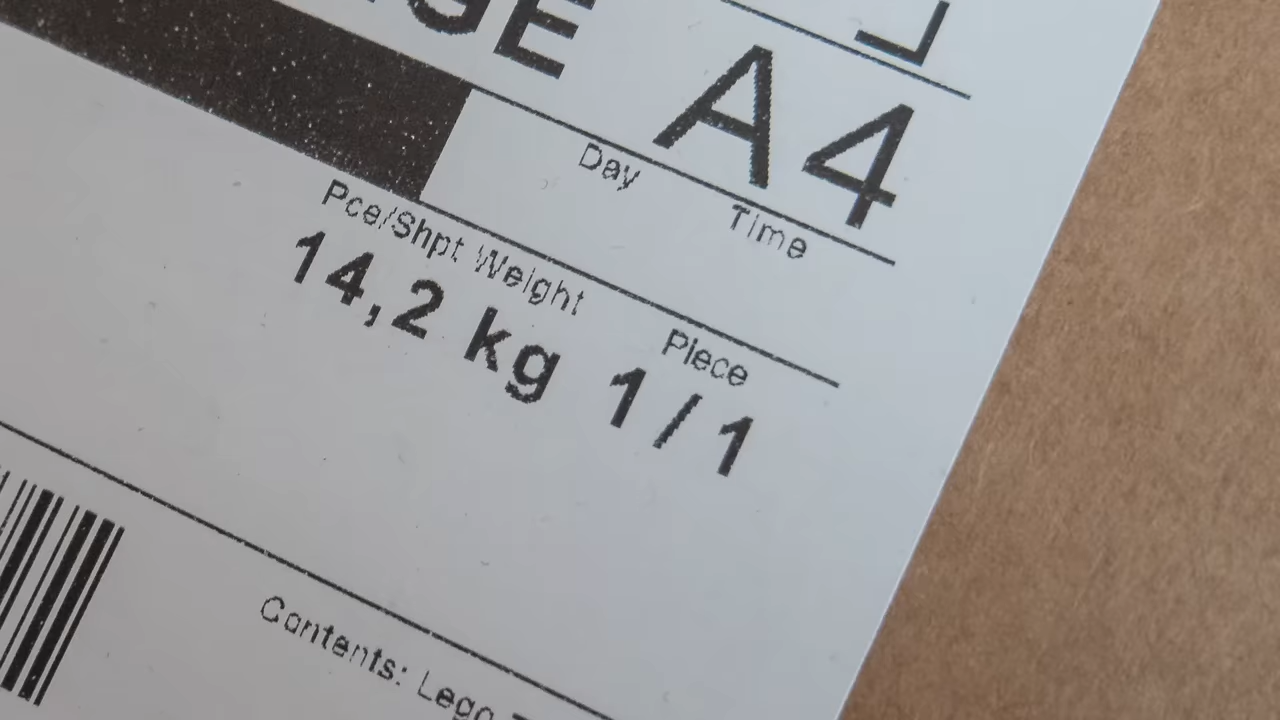 A4
Day
Time
Pce/Shpt Weight
Piece
14,2 kg 1/1
Contents: Lego